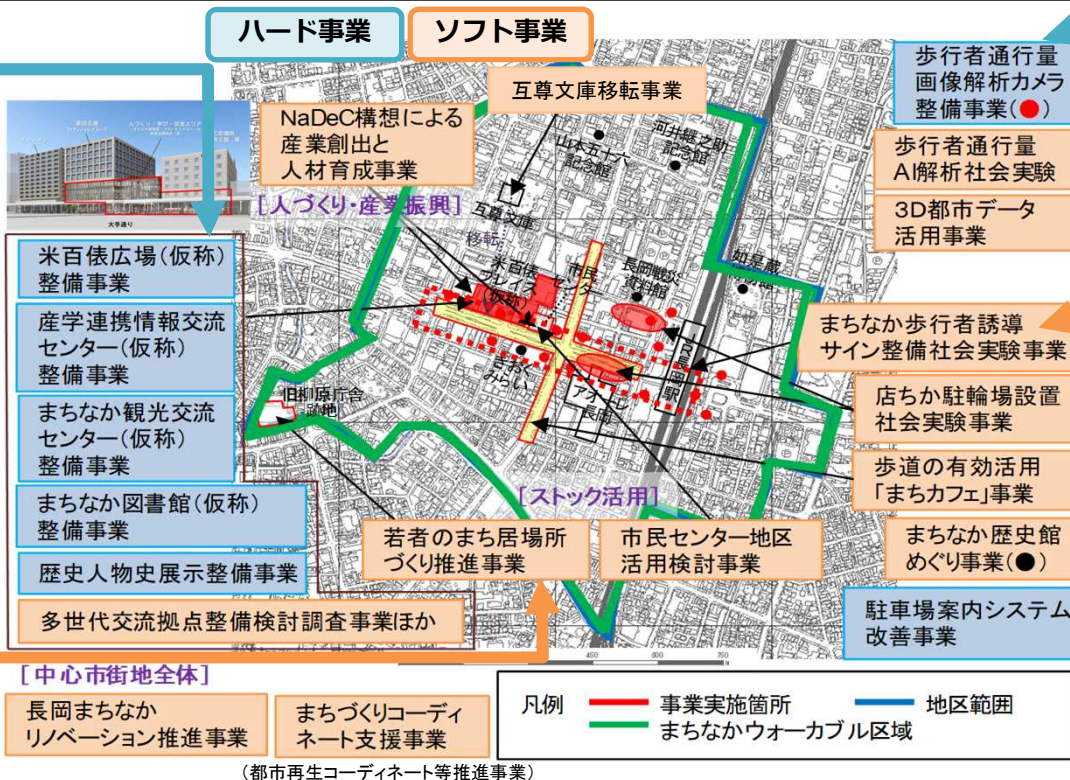 ハード事業
ソフト事業
互尊文庫移転事業
NaDeC構想による
産業創出と
人材育成事業
[人づくり・産業振興]
大手通り
米百俵広場(仮称)
整備事業
産学連携情報交流
センター(仮称)
整備事業
まちなか観光交流
センター(仮称)
整備事業
まちなか図書館(仮称)
整備事業
歴史人物史展示整備事業
多世代交流拠点整備検討調査事業ほか
河井継之助
記念館
山本五十六
記念館
互尊文庫
移転
米百俵
プレイス
(仮称)
市民
センター
長岡戦災
資料館
如是蔵
きおく
みらい
アオーレ
長岡
JR長岡駅
旧柳原庁舎
跡地
[ストック活用]
若者のまち居場所
づくり推進事業
市民センター地区
活用検討事業
歩行者通行量
画像解析カメラ
整備事業(●)
歩行者通行量
AI解析社会実験
3D都市データ
活用事業
まちなか歩行者誘導
サイン整備社会実験事業
店ちか駐輪場設置
社会実験事業
歩道の有効活用
「まちカフェ」事業
まちなか歴史館
めぐり事業(●)
駐車場案内システム
改善事業
450 600 750
[中心市街地全体]
長岡まちなか
リノベーション推進事業
まちづくりコーディ
ネート支援事業
(都市再生コーディネート等推進事業)
凡例
事業実施箇所
地区範囲
まちなかウォーカブル区域